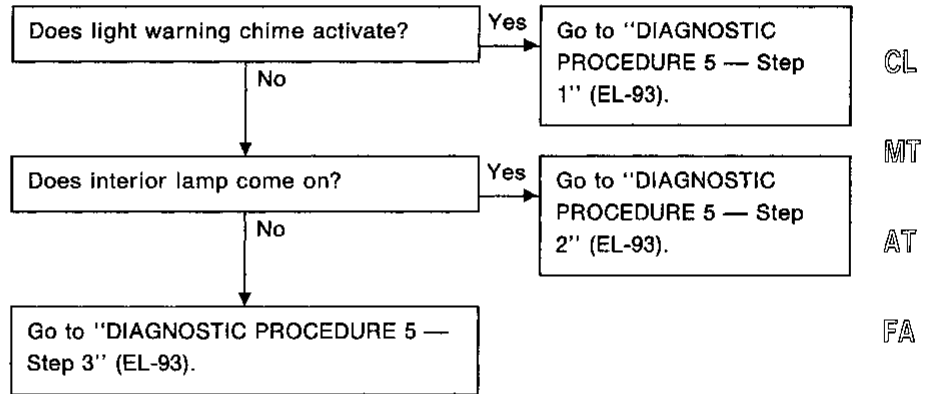 Does light warning chime activate?
Yes
Go to "DIAGNOSTIC
PROCEDURE 5 — Step
1" (EL-93).
No
Does interior lamp come on?
Yes
Go to "DIAGNOSTIC
PROCEDURE 5 — Step
2" (EL-93).
No
Go to "DIAGNOSTIC PROCEDURE 5 —
Step 3" (EL-93).
CL
MT
AT
FA